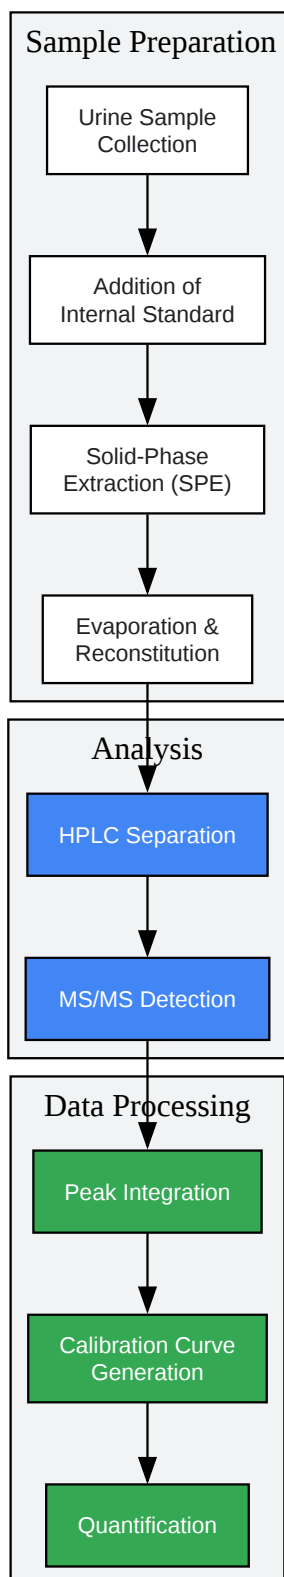 Sample Preparation
Urine Sample
Collection
Addition of
Internal Standard
Solid-Phase
Extraction (SPE)
Evaporation &
Reconstitution
Analysis
HPLC Separation
MS/MS Detection
Data Processing
Peak Integration
Calibration Curve
Generation
Quantification